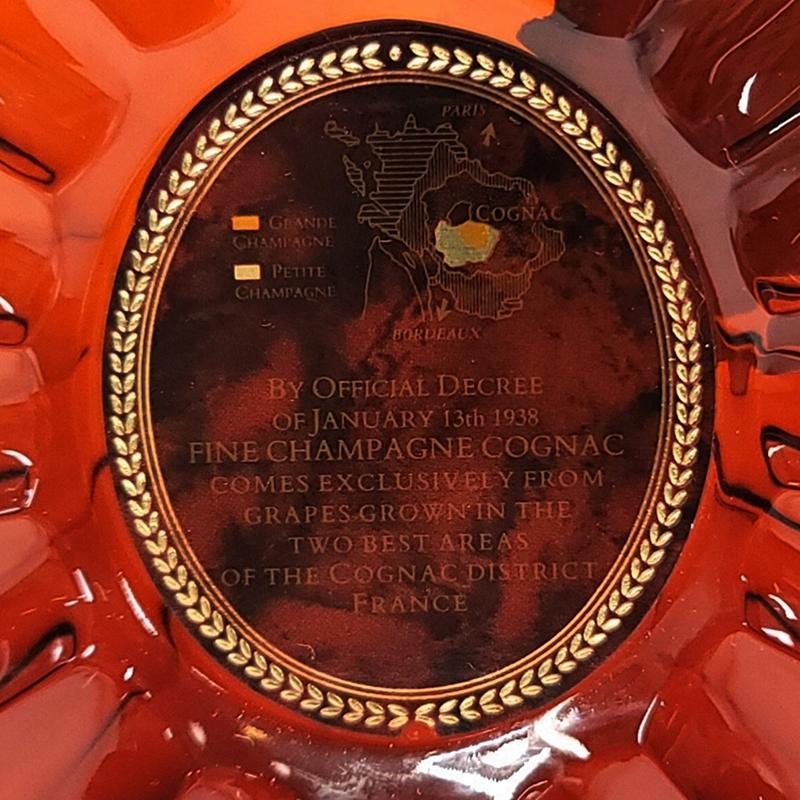 PARIS
COGNAC
GRANDE
CHAMPAGNE
PETITE
CHAMPAGNE
BORDEAUX
BY OFFICIAL DECREE
OF JANUARY 13th 1938
FINE CHAMPAGNE COGNAC
COMES EXCLUSIVELY FROM
GRAPES GROWN IN THE
TWO BEST AREAS
OF THE COGNAC DISTRICT
FRANCE